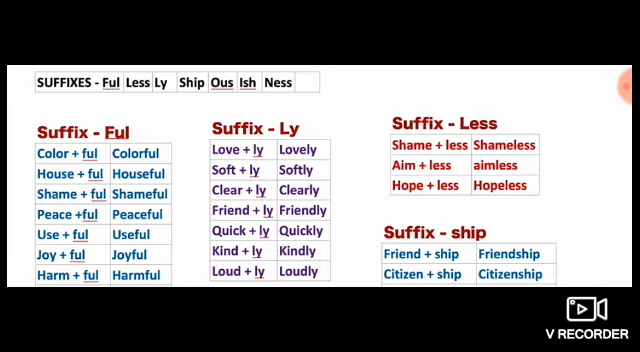 SUFFIXES - Ful Less Ly Ship Ous Ish Ness
Suffix - Ful
Color + ful Colorful
House + ful Houseful
Shame + ful Shameful
Peace +ful Peaceful
Use + ful Useful
Joy + ful Joyful
Harm + ful Harmful
Suffix - Ly
Love + ly Lovely
Soft + ly Softly
Clear + ly Clearly
Friend + ly Friendly
Quick + ly Quickly
Kind + ly Kindly
Loud + ly Loudly
Suffix - Less
Shame + less Shameless
Aim + less aimless
Hope + less Hopeless
Suffix - ship
Friend + ship Friendship
Citizen + ship Citizenship
V RECORDER